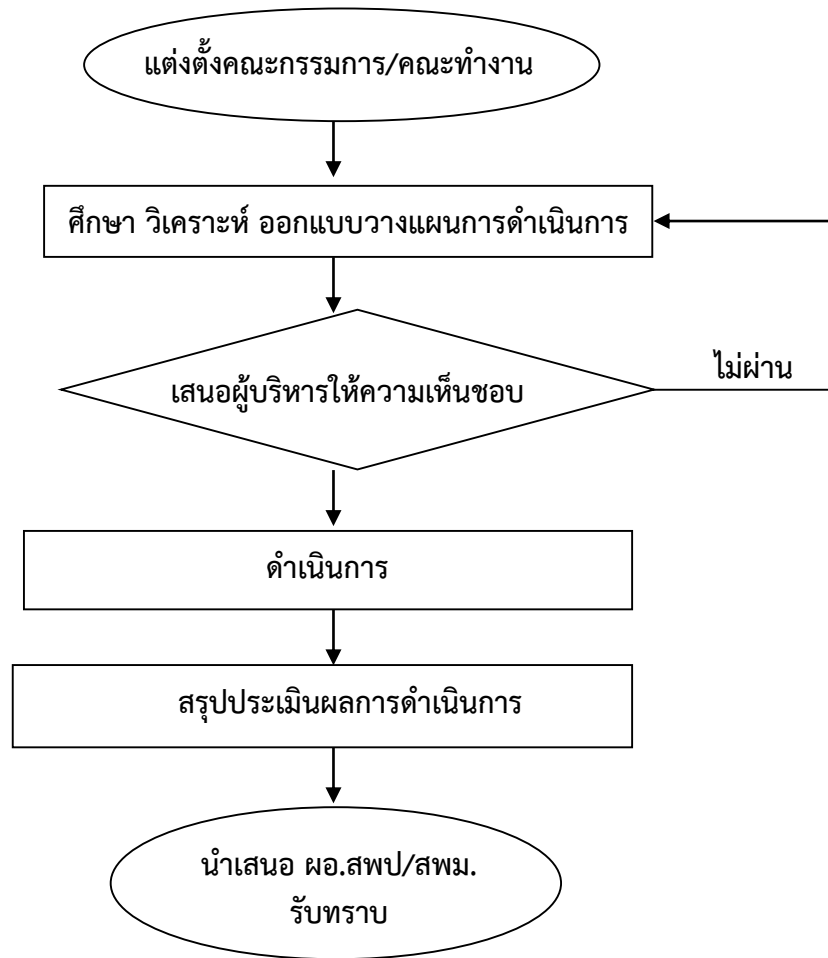 แต่งตั้งคณะกรรมการ/คณะทำงาน
ศึกษา วิเคราะห์ ออกแบบวางแผนการดำเนินการ
เสนอผู้บริหารให้ความเห็นชอบ
ไม่ผ่าน
ดำเนินการ
สรุปประเมินผลการดำเนินการ
นำเสนอ ผอ.สพป/สพม.
รับทราบ